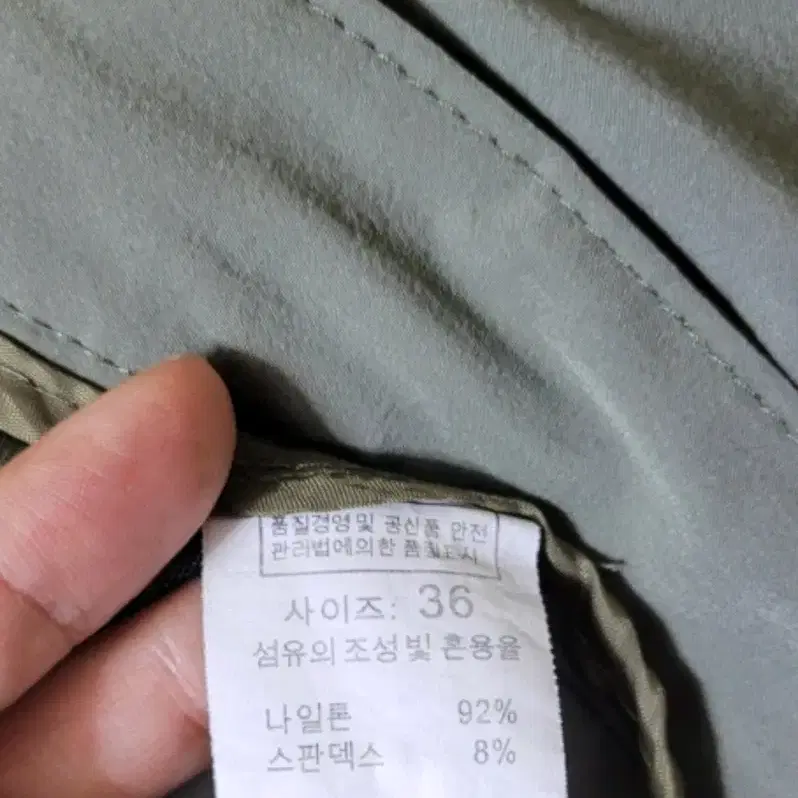 품질경영및 공신품 안전
관리법에의한 품질표시
사이즈: 36
섬유의 조성 빛 혼용율
나일론 92%
스판덱스 8%